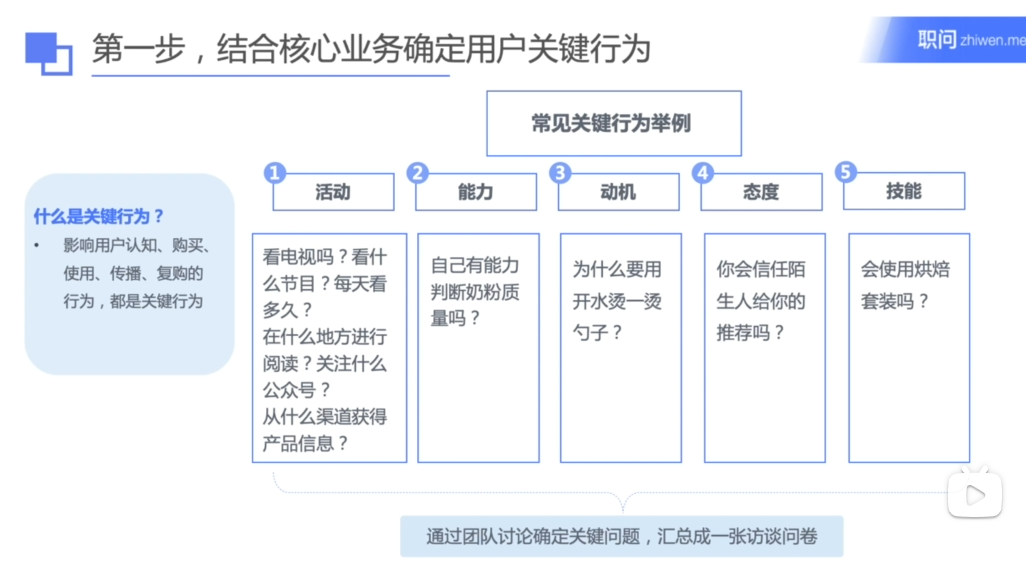 第一步，结合核心业务确定用户关键行为
职问 zhiwen.me
常见关键行为举例
什么是关键行为？
• 影响用户认知、购买、
使用、传播、复购的
行为，都是关键行为
1 活动
看电视吗？看什
么节目？每天看
多久？
在什么地方进行
阅读？关注什么
公众号？
从什么渠道获得
产品信息？
2 能力
自己有能力
判断奶粉质
量吗？
3 动机
为什么要用
开水烫一烫
勺子？
4 态度
你会信任陌
生人给你的
推荐吗？
5 技能
会使用烘焙
套装吗？
通过团队讨论确定关键问题，汇总成一张访谈问卷